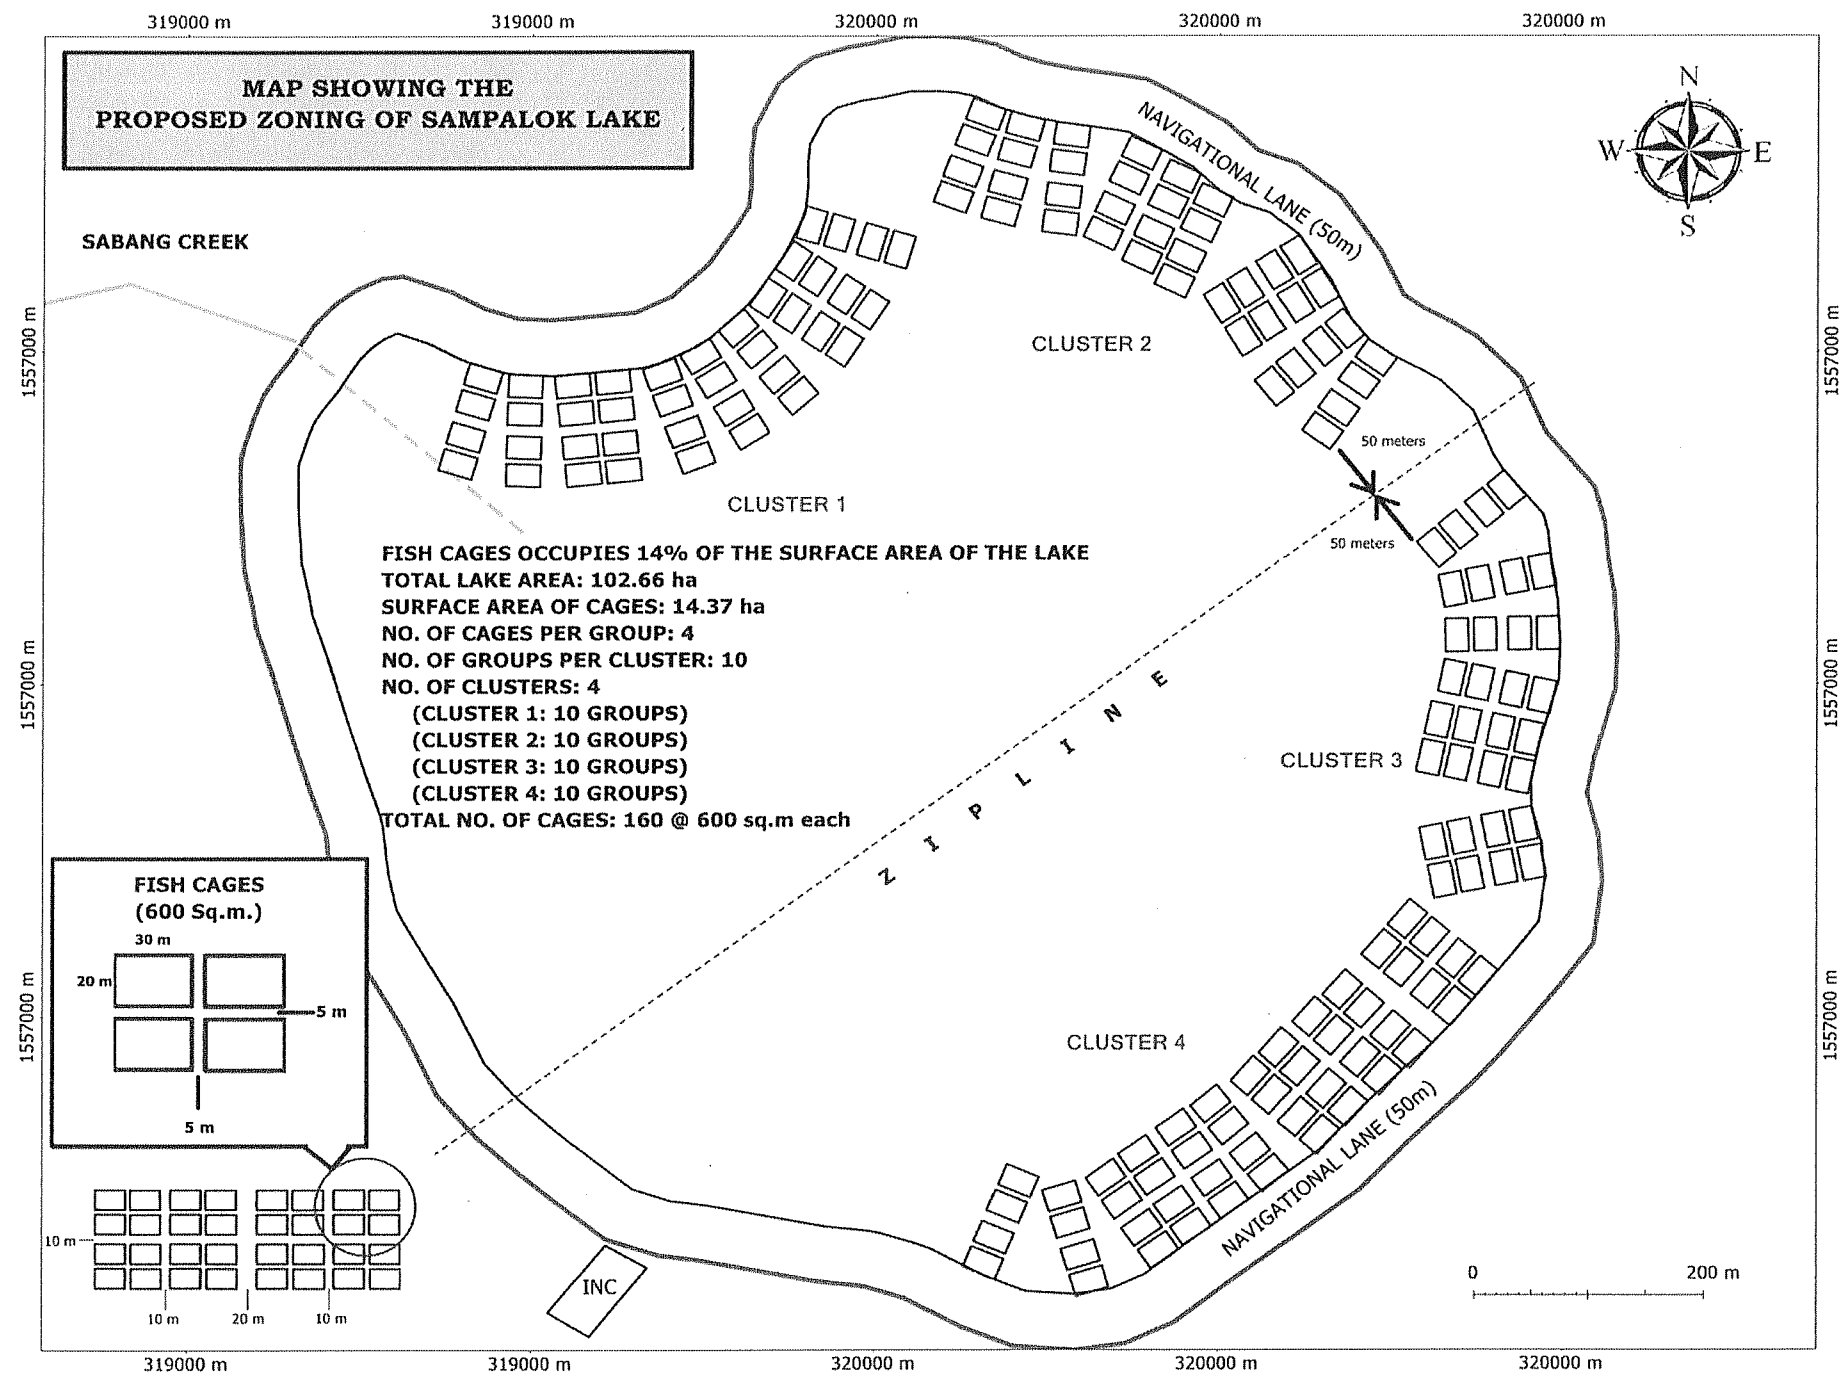 319000 m
319000 m
320000 m
320000 m
320000 m
MAP SHOWING THE
PROPOSED ZONING OF SAMPALOK LAKE
N
W
E
S
NAVIGATIONAL LANE (50m)
SABANG CREEK
1557000 m
1557000 m
CLUSTER 2
50 meters
CLUSTER 1
50 meters
FISH CAGES OCCUPIES 14% OF THE SURFACE AREA OF THE LAKE
TOTAL LAKE AREA: 102.66 ha
SURFACE AREA OF CAGES: 14.37 ha
NO. OF CAGES PER GROUP: 4
NO. OF GROUPS PER CLUSTER: 10
NO. OF CLUSTERS: 4
(CLUSTER 1: 10 GROUPS)
(CLUSTER 2: 10 GROUPS)
(CLUSTER 3: 10 GROUPS)
(CLUSTER 4: 10 GROUPS)
TOTAL NO. OF CAGES: 160 @ 600 sq.m each
1557000 m
1557000 m
ZIPLINE
CLUSTER 3
FISH CAGES
(600 Sq.m.)
30 m
20 m
5 m
5 m
1557000 m
1557000 m
CLUSTER 4
NAVIGATIONAL LANE (50m)
10 m
10 m
20 m
10 m
INC
0
200 m
319000 m
319000 m
320000 m
320000 m
320000 m